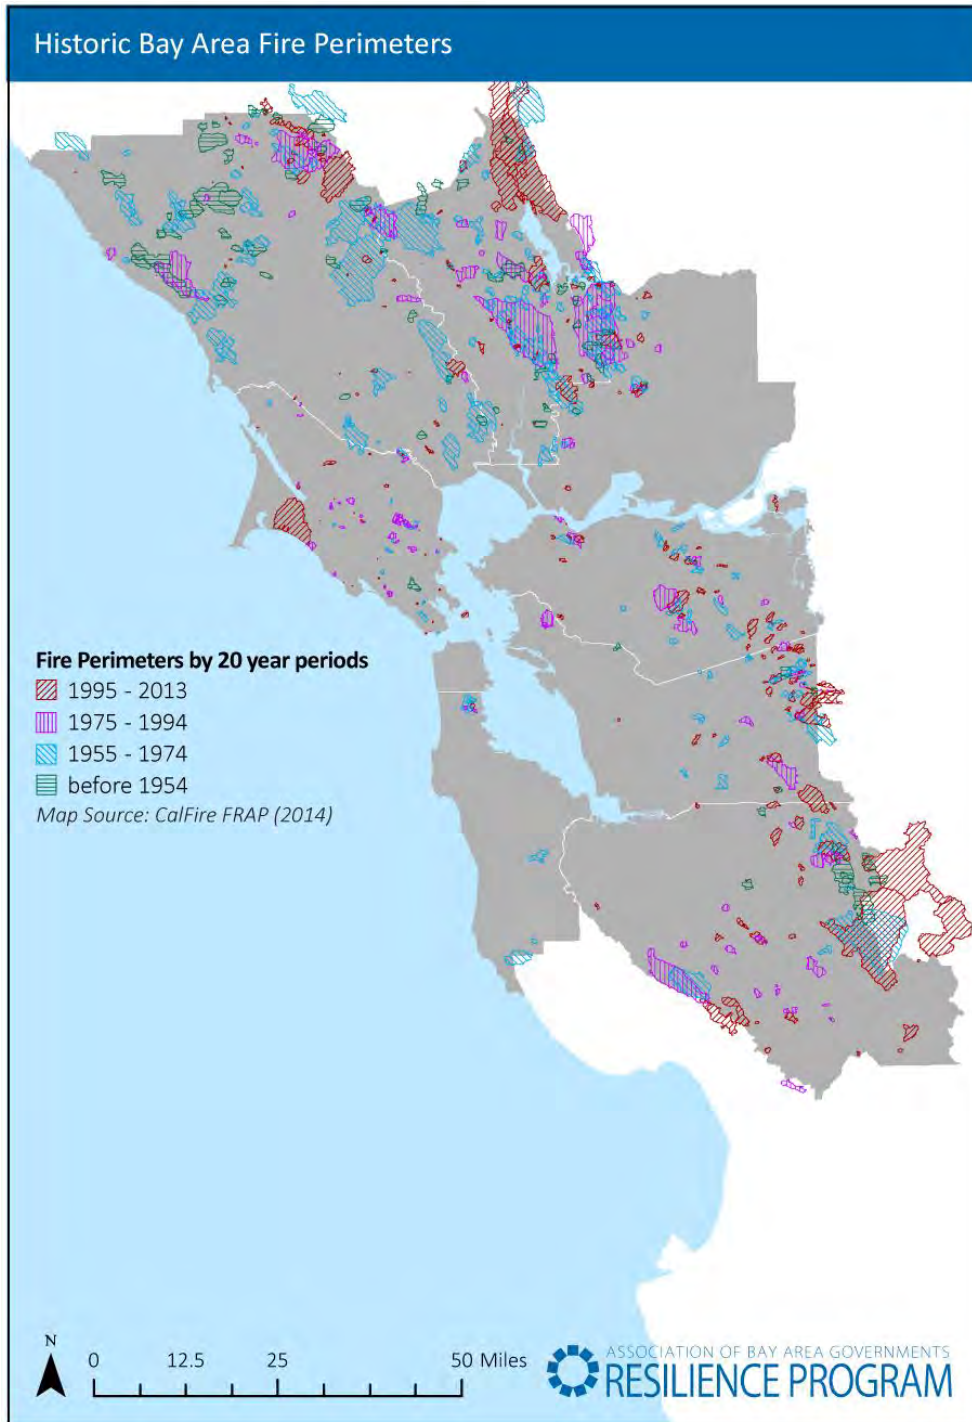 Historic Bay Area Fire Perimeters
Fire Perimeters by 20 year periods
1995 - 2013
1975 - 1994
1955 - 1974
before 1954
Map Source: CalFire FRAP (2014)
N
0 12.5 25 50 Miles
ASSOCIATION OF BAY AREA GOVERNMENTS
RESILIENCE PROGRAM